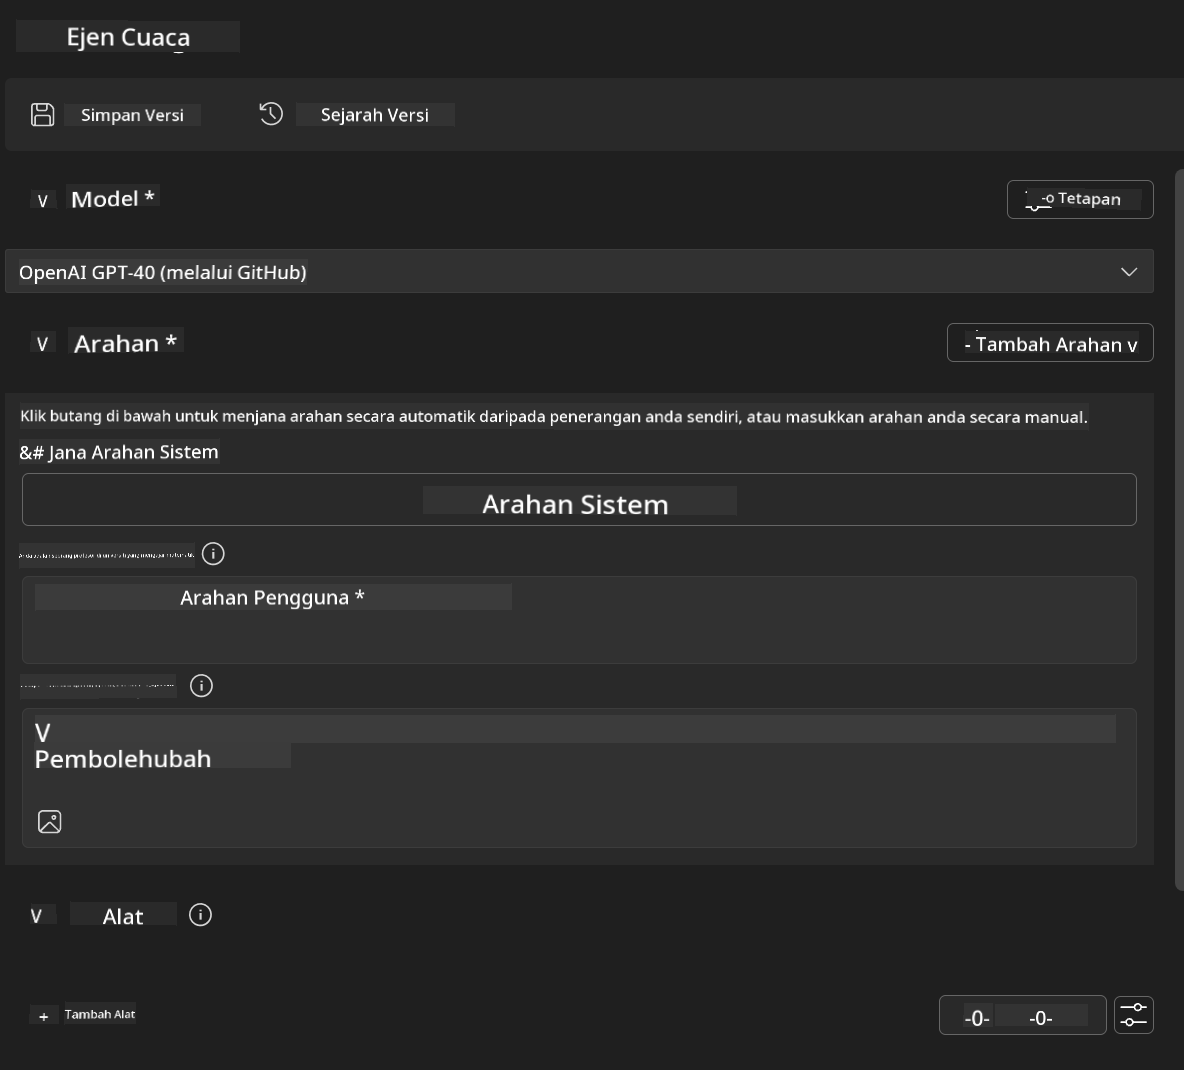 Ejen Cuaca
Simpan Versi
Sejarah Versi
v Model *
-o Tetapan
OpenAI GPT-40 (melalui GitHub)
v Arahan *
- Tambah Arahan v
Klik butang di bawah untuk menjana arahan secara automatik daripada penerangan anda sendiri, atau masukkan arahan anda secara manual.
&# Jana Arahan Sistem
Arahan Sistem
Arahan Pengguna *
V
Pembolehubah
V Alat
+ Tambah Alat
-0- -0-